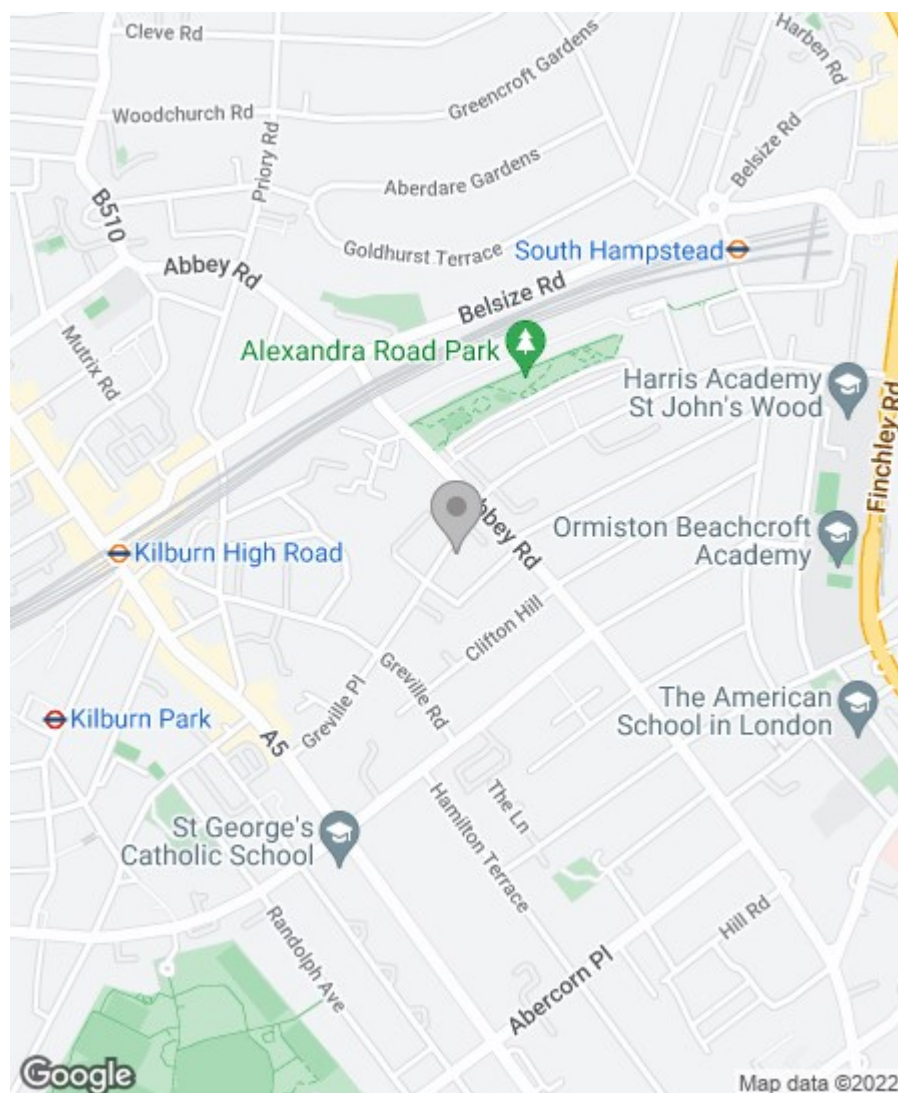 Cleve Rd
Harben Rd
Greencroft Gardens
Woodchurch Rd
Priory Rd
Belsize Rd
Aberdare Gardens
B510
Goldhurst Terrace
South Hampstead
Abbey Rd
Belsize Rd
Mutrix Rd
Alexandra Road Park
Harris Academy
St John's Wood
Finchley Rd
Abbey Rd
Ormiston Beachcroft
Academy
Kilburn High Road
Clifton Hill
Greville Pl
Greville Rd
The American
School in London
Kilburn Park
A5
Hamilton Terrace
The Ln
St George's
Catholic School
Randolph Ave
Hill Rd
Abercorn Pl
Google
Map data ©2022